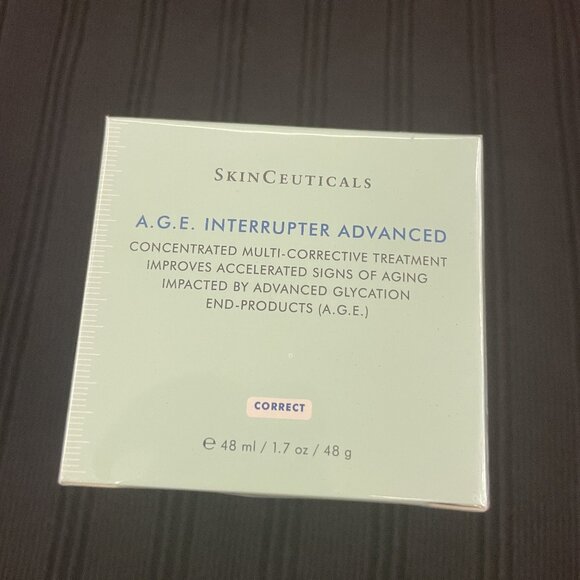 SKINCEUTICALS
A.G.E. INTERRUPTER ADVANCED
CONCENTRATED MULTI-CORRECTIVE TREATMENT
IMPROVES ACCELERATED SIGNS OF AGING
IMPACTED BY ADVANCED GLYCATION
END-PRODUCTS (A.G.E.)
CORRECT
℮ 48 ml / 1.7 oz / 48 g